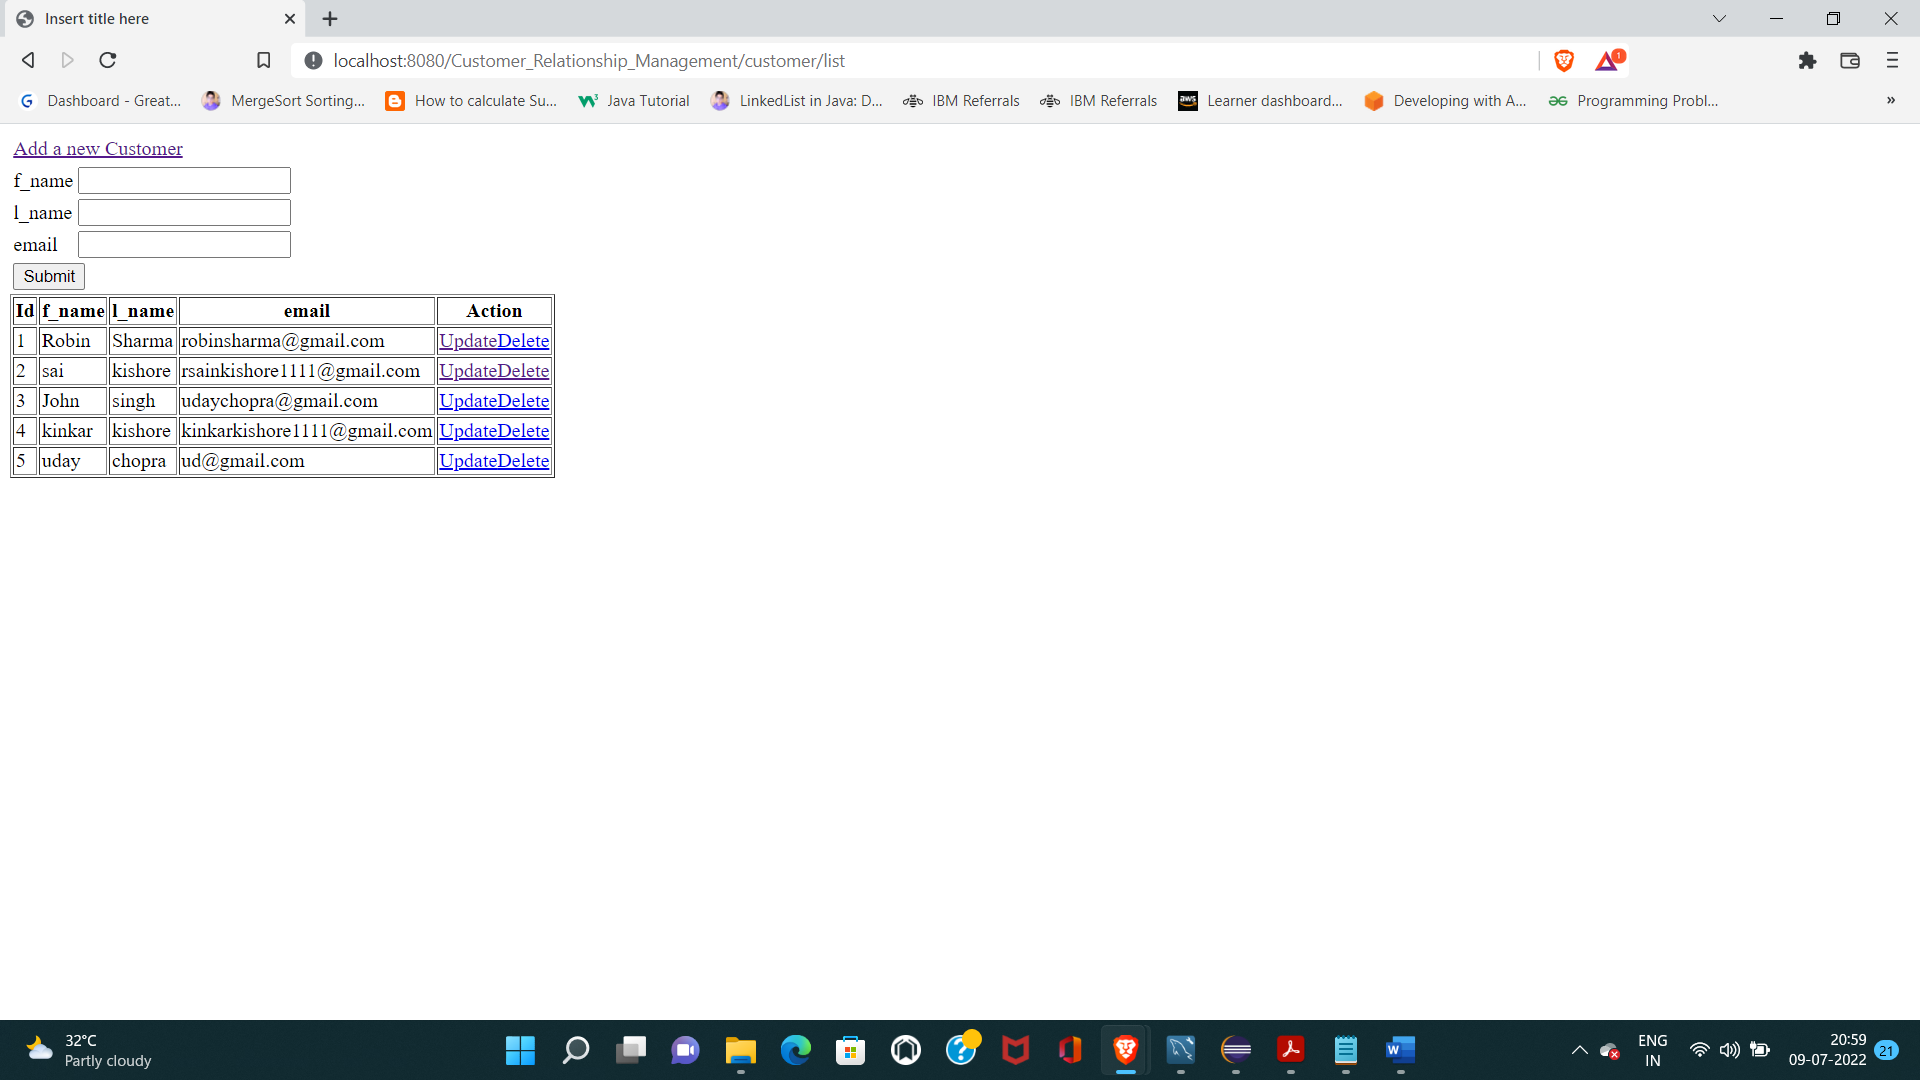 Insert title here
localhost:8080/Customer_Relationship_Management/customer/list
1
Dashboard - Great... MergeSort Sorting... How to calculate Su... Java Tutorial LinkedList in Java: D... IBM Referrals IBM Referrals aws Learner dashboard... Developing with A... Programming Probl... »
Add a new Customer
f_name
l_name
email
Submit
Id f_name l_name email Action
1 Robin Sharma robinsharma@gmail.com UpdateDelete
2 sai kishore rsainkishore1111@gmail.com UpdateDelete
3 John singh udaychopra@gmail.com UpdateDelete
4 kinkar kishore kinkarkishore1111@gmail.com UpdateDelete
5 uday chopra ud@gmail.com UpdateDelete
32°C
Partly cloudy
ENG
IN
20:59
09-07-2022
21